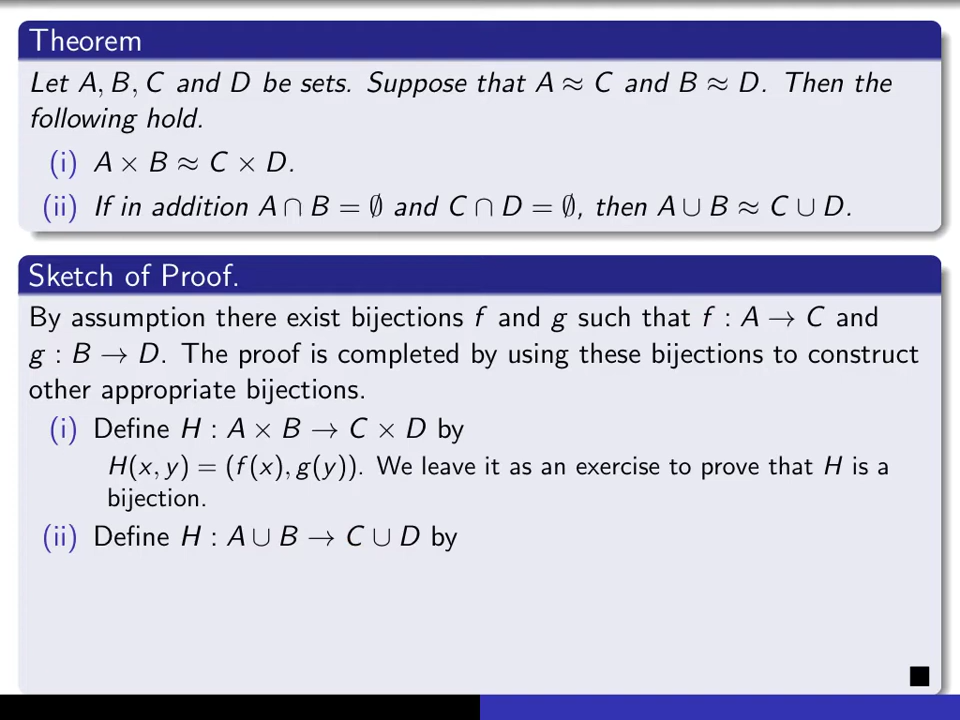 Theorem
Let A, B, C and D be sets. Suppose that A ≈ C and B ≈ D. Then the
following hold.
(i) A × B ≈ C × D.
(ii) If in addition A ∩ B = ∅ and C ∩ D = ∅, then A ∪ B ≈ C ∪ D.
Sketch of Proof.
By assumption there exist bijections f and g such that f : A → C and
g : B → D. The proof is completed by using these bijections to construct
other appropriate bijections.
(i) Define H : A × B → C × D by
H(x, y) = (f(x), g(y)). We leave it as an exercise to prove that H is a
bijection.
(ii) Define H : A ∪ B → C ∪ D by